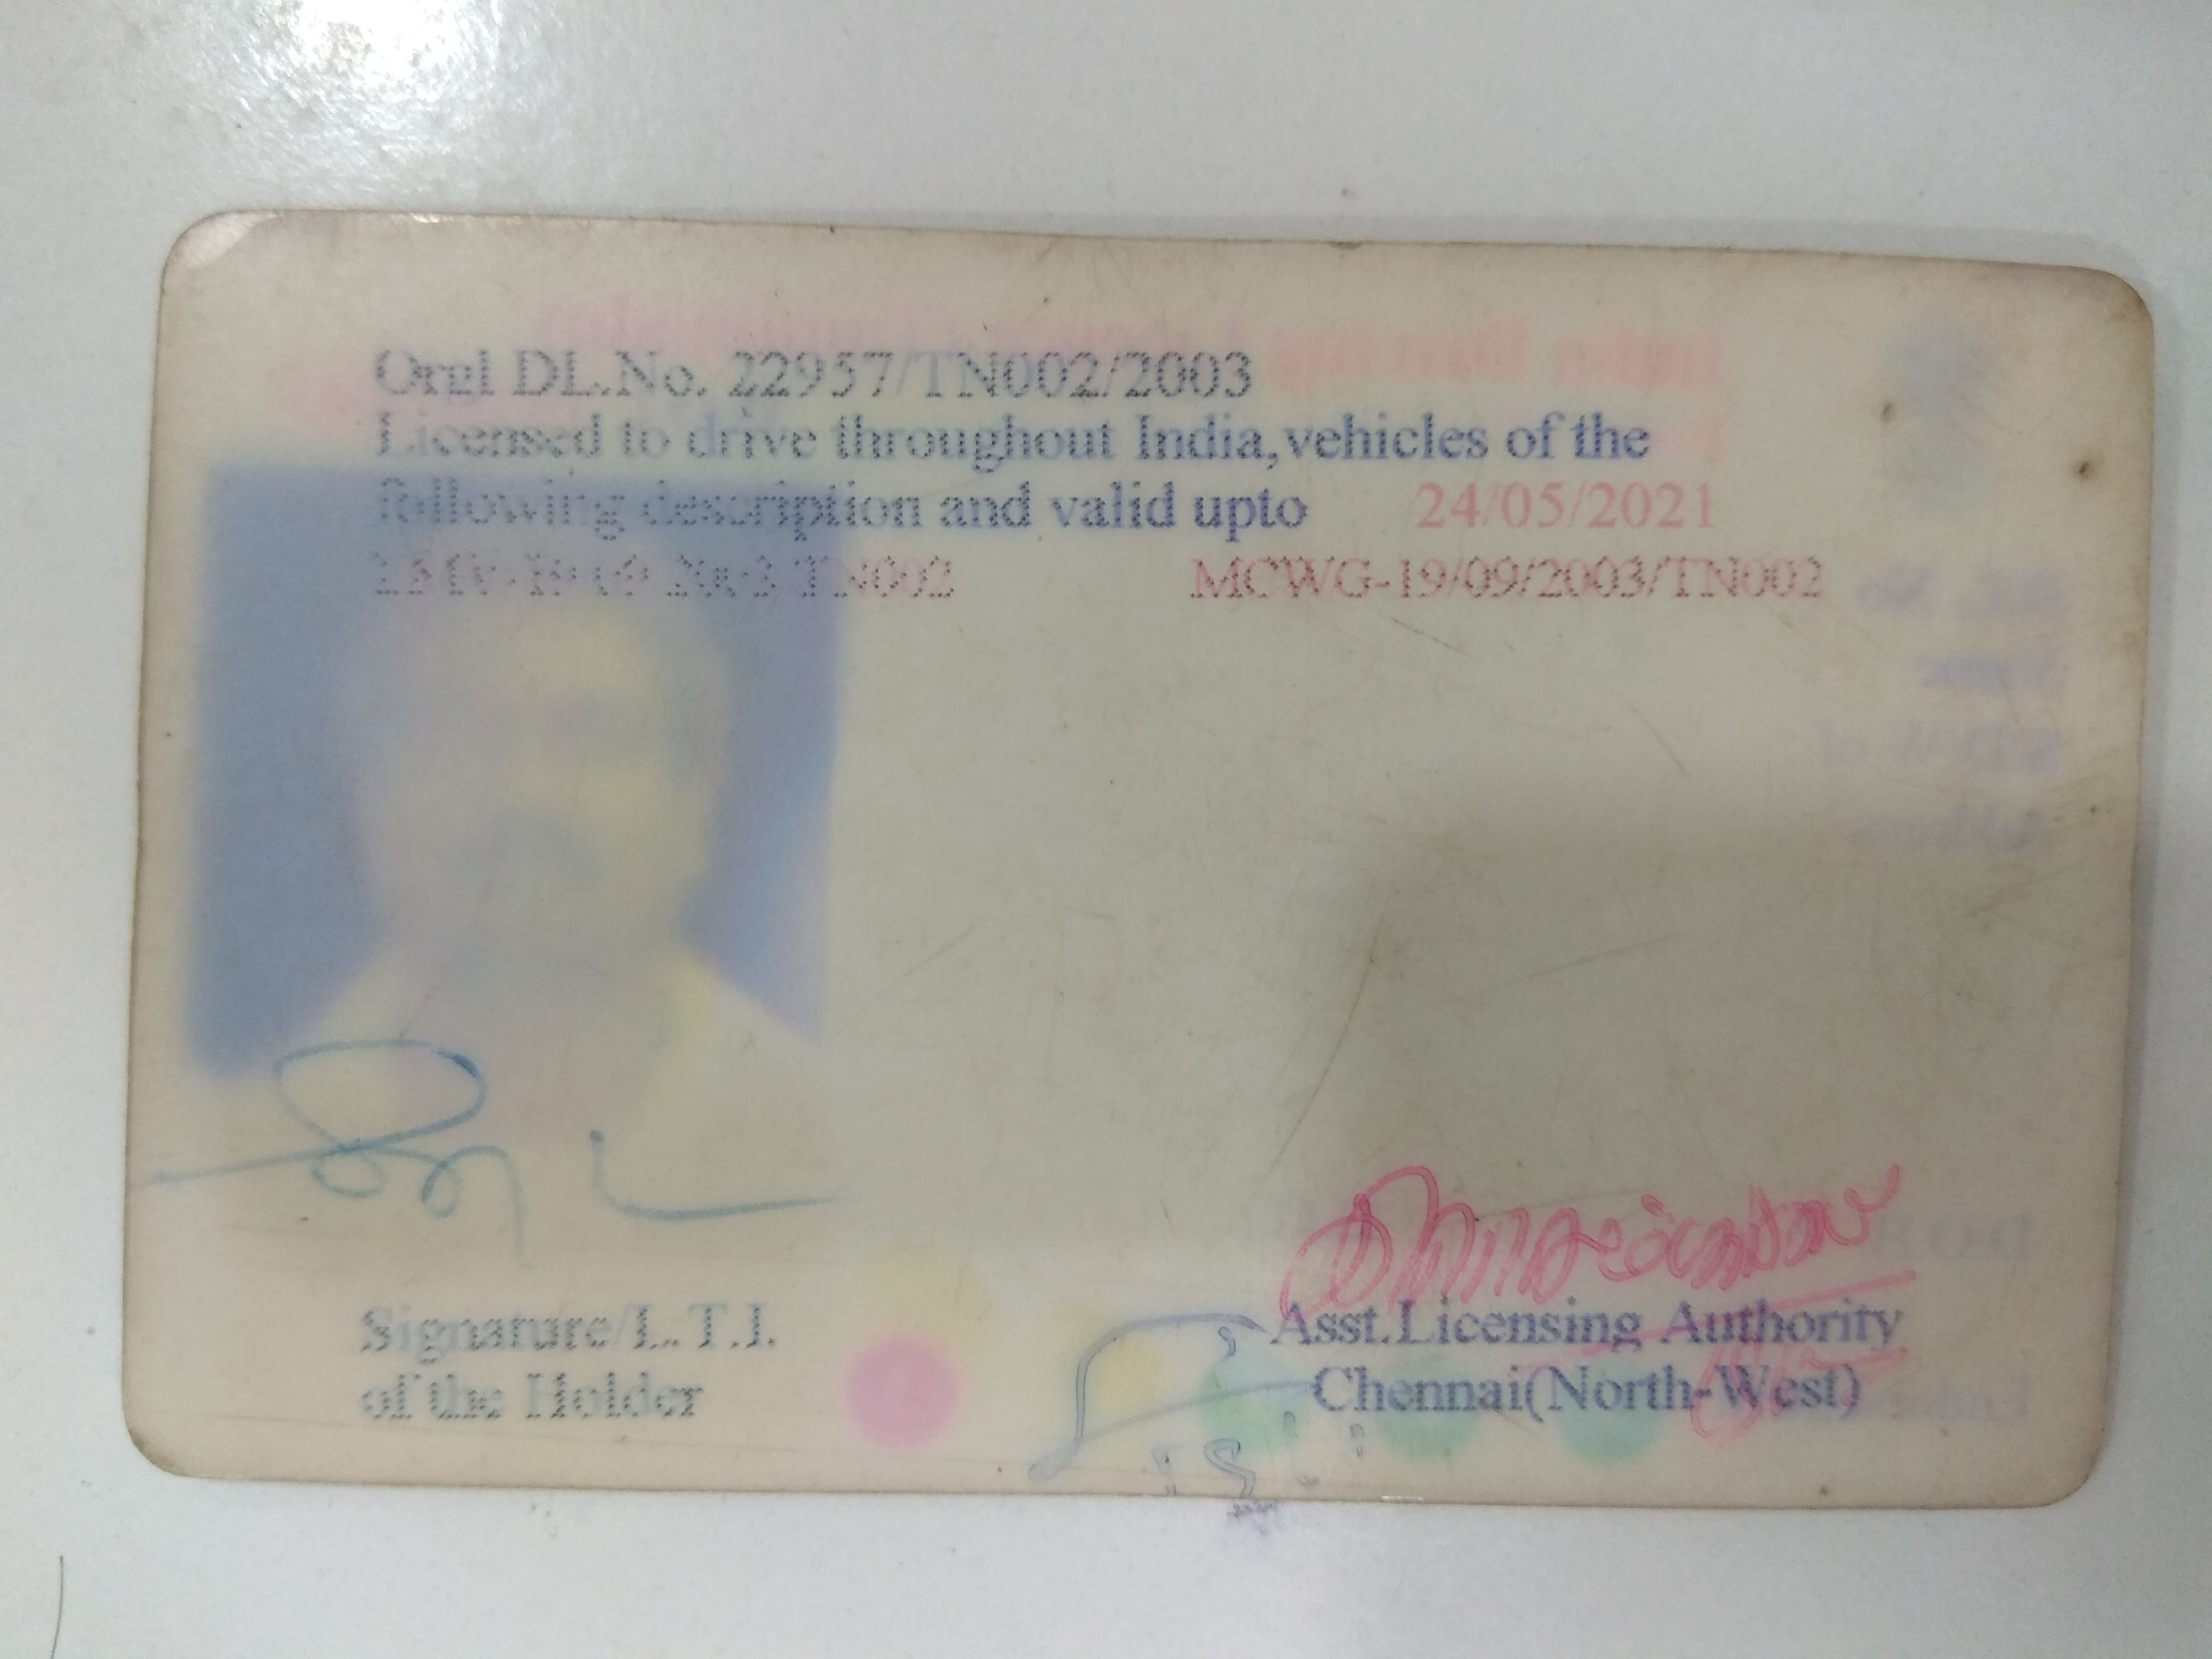 Orgl DL.No. 22957/TN002/2003
Licensed to drive throughout India,vehicles of the
following description and valid upto 24/05/2021
TN002 MCWG-19/09/2003/TN002
Signature/L.T.I.
of the Holder
Asst.Licensing Authority
Chennai(North-West)